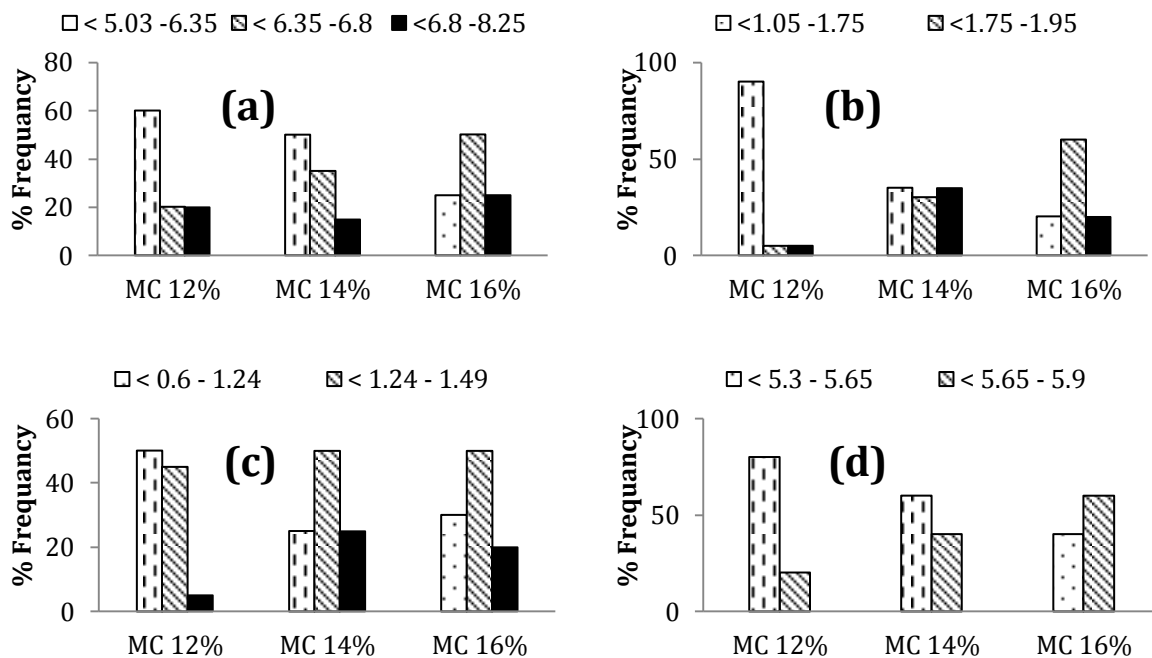 < 5.03 -6.35 < 6.35 -6.8 <6.8 -8.25
80
60
40
20
0
% Frequancy
(a)
MC 12% MC 14% MC 16%
<1.05 -1.75 <1.75 -1.95
100
50
0
% Frequancy
(b)
MC 12% MC 14% MC 16%
< 0.6 - 1.24 < 1.24 - 1.49
60
40
20
0
% Frequancy
(c)
MC 12% MC 14% MC 16%
< 5.3 - 5.65 < 5.65 - 5.9
100
50
0
% Frequancy
(d)
MC 12% MC 14% MC 16%